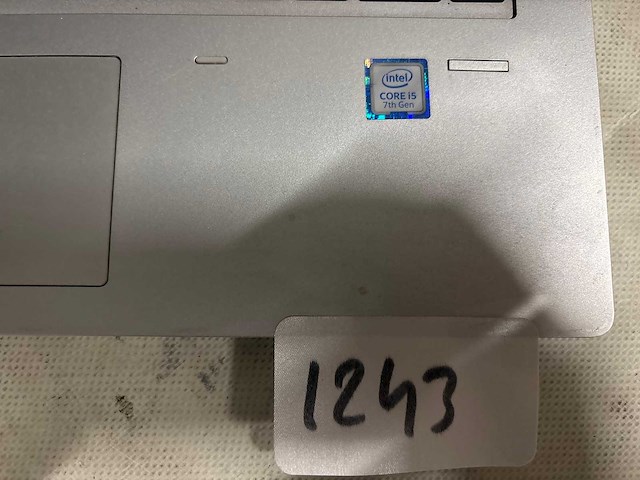 intel
CORE i5
7th Gen
1243